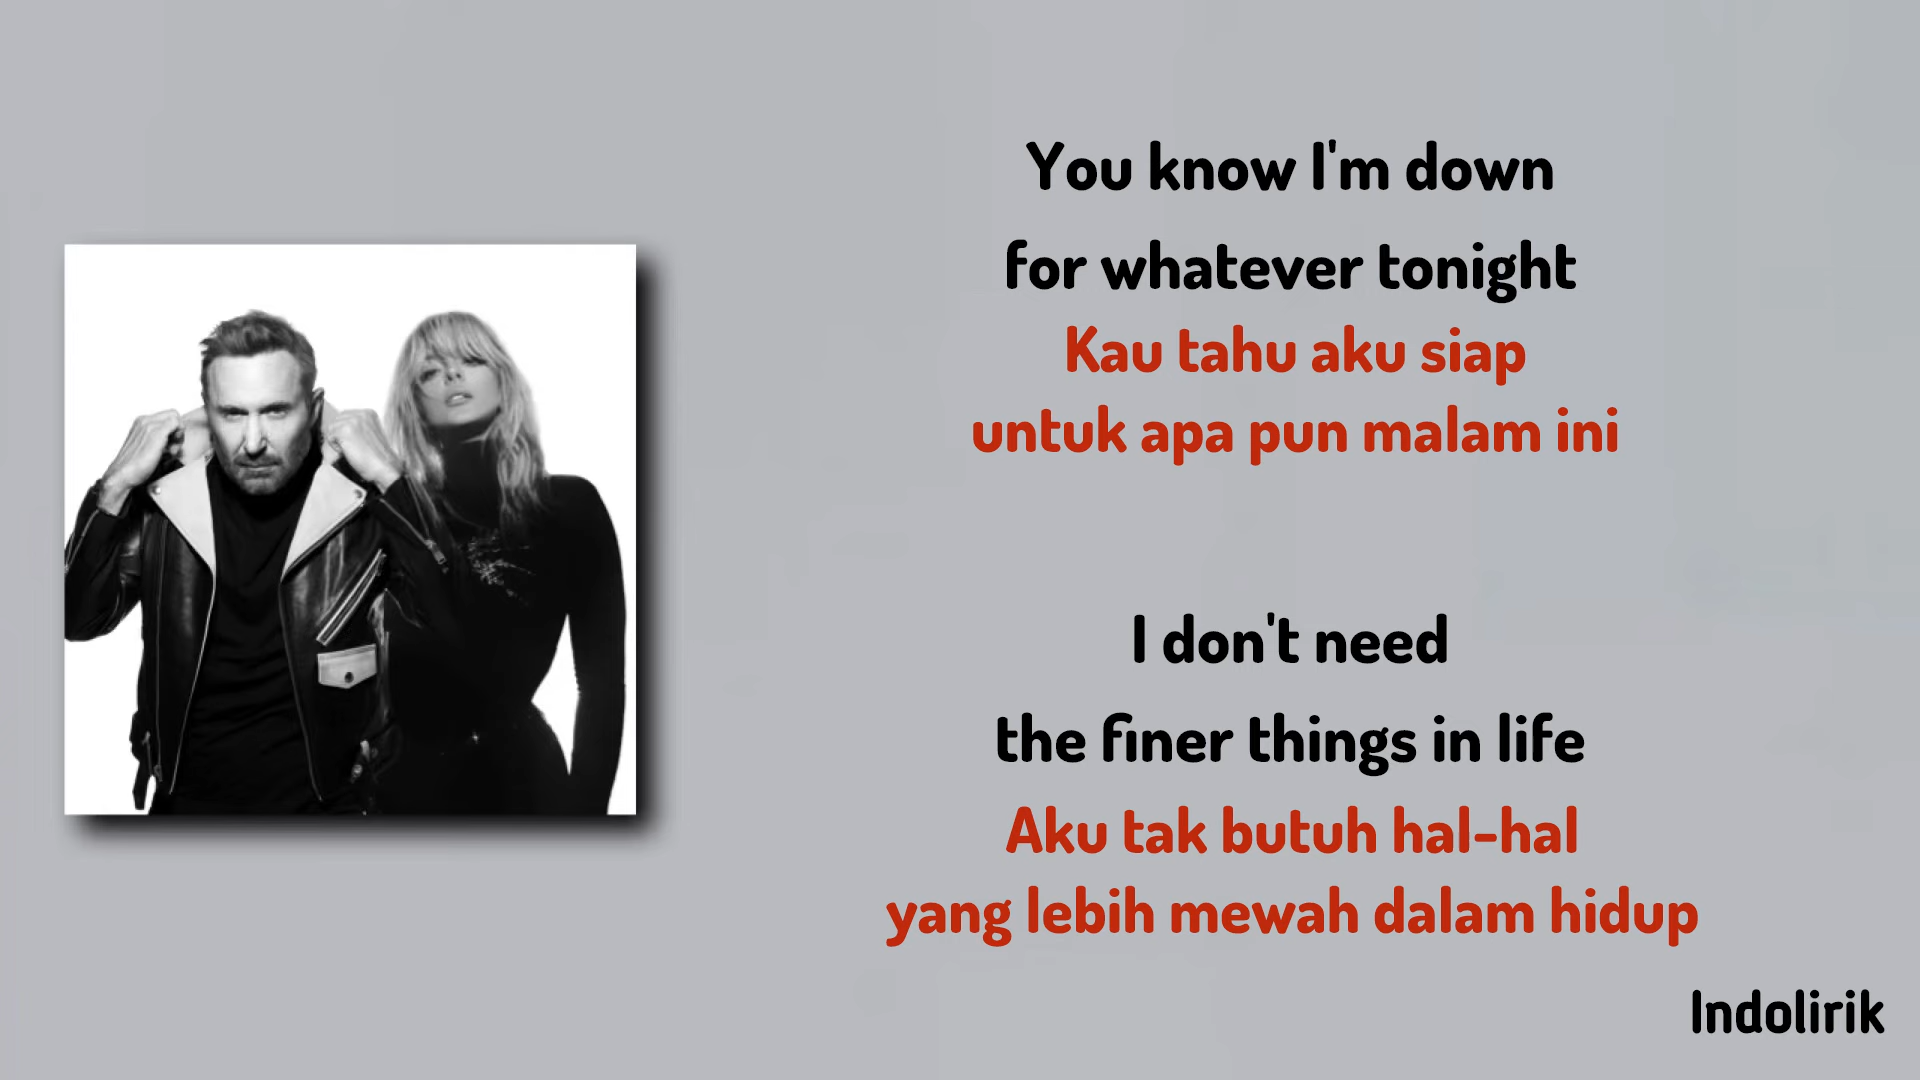 You know I'm down
for whatever tonight
Kau tahu aku siap
untuk apa pun malam ini
I don't need
the finer things in life
Aku tak butuh hal-hal
yang lebih mewah dalam hidup
Indolirik